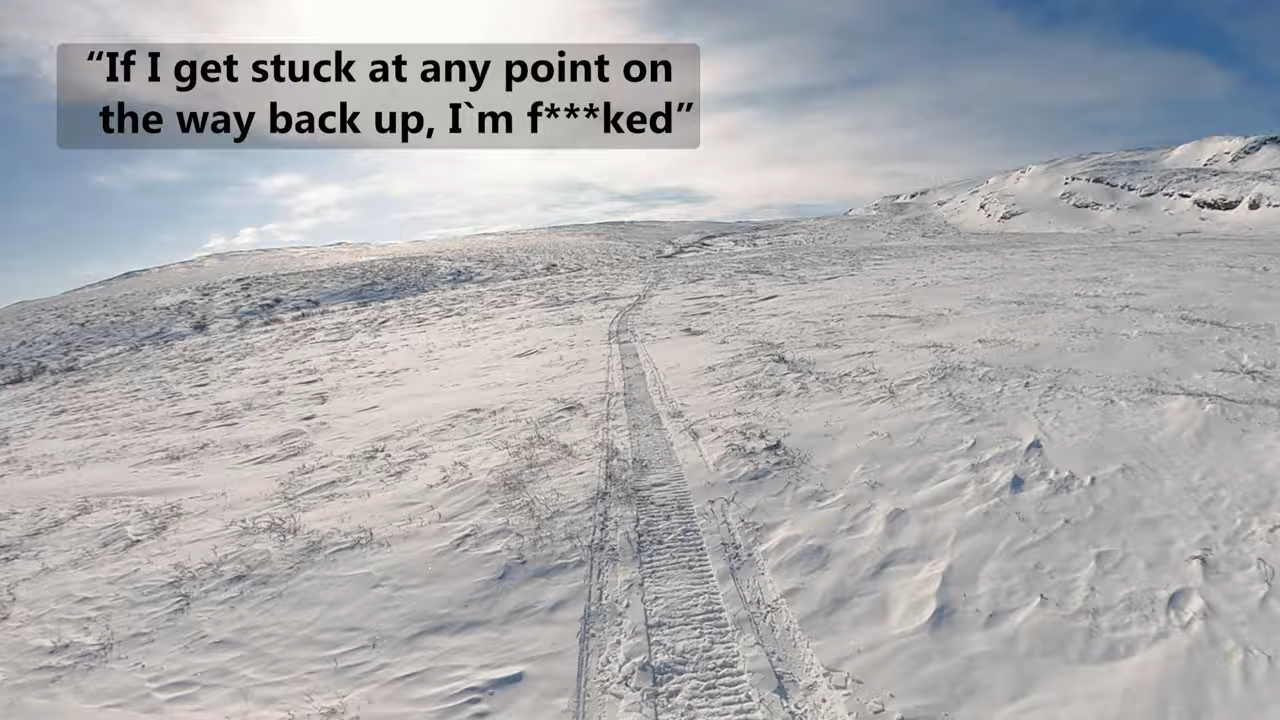 “If I get stuck at any point on
the way back up, I`m f***ked”